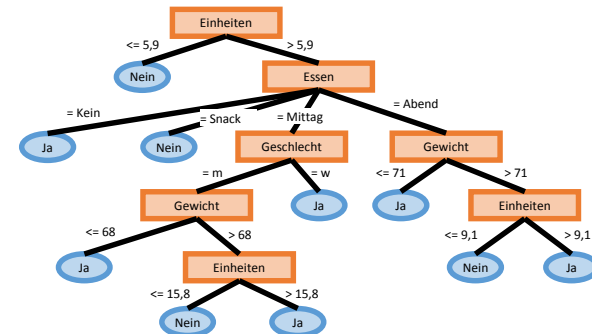 Einheiten
<= 5,9
> 5,9
Nein
Essen
= Kein
= Snack
= Mittag
= Abend
Ja
Nein
Geschlecht
Gewicht
= m
= w
<= 71
> 71
Gewicht
Ja
Ja
Einheiten
<= 68
> 68
<= 9,1
> 9,1
Ja
Einheiten
Nein
Ja
<= 15,8
> 15,8
Nein
Ja